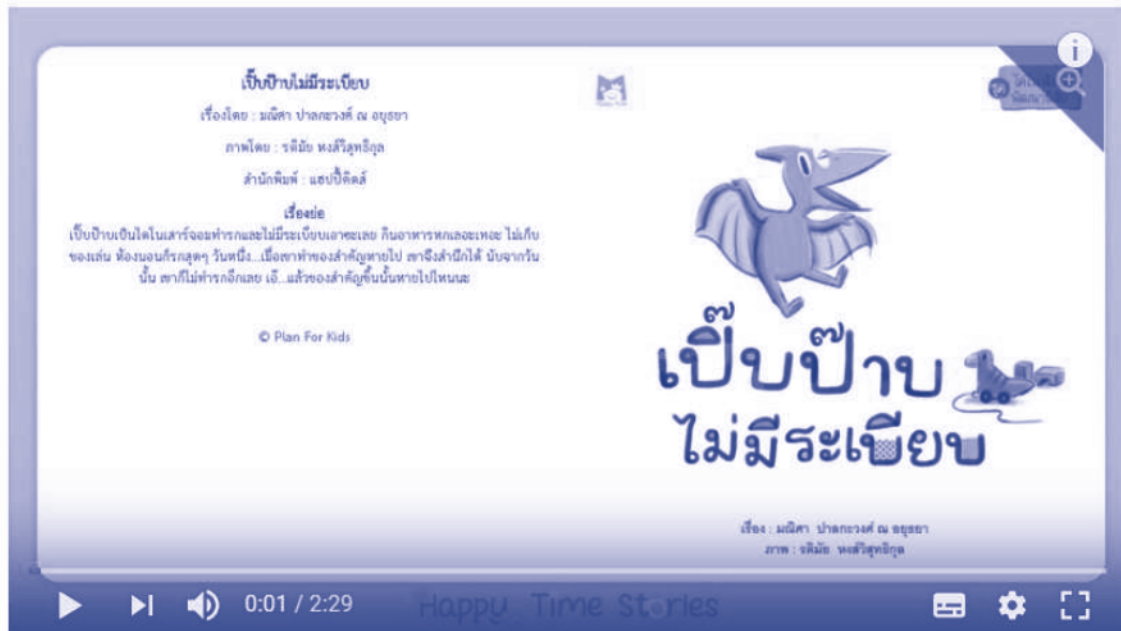 เปิ๊บป๊าบไม่มีระเบียบ
เรื่องโดย : มณิศา ปาลกะวงศ์ ณ อยุธยา
ภาพโดย : รติมัย หงส์วิสุทธิกุล
สำนักพิมพ์ : แฮปปี้คิดส์
เรื่องย่อ
เปิ๊บป๊าบเป็นไดโนเสาร์จอมทำรกและไม่มีระเบียบเอาซะเลย กินอาหารหกเลอะเทอะ ไม่เก็บ
ของเล่น ห้องนอนก็รกสุดๆ วันหนึ่ง...เมื่อเขาทำของสำคัญหายไป เขาจึงสำนึกได้ นับจากวัน
นั้น เขาก็ไม่ทำรกอีกเลย เอ๊...แล้วของสำคัญชิ้นนั้นหายไปไหนนะ
© Plan For Kids
เปิ๊บป๊าบ
ไม่มีระเบียบ
เรื่อง : มณิศา ปาลกะวงศ์ ณ อยุธยา
ภาพ : รติมัย หงส์วิสุทธิกุล
0:01 / 2:29
Happy Time Stories